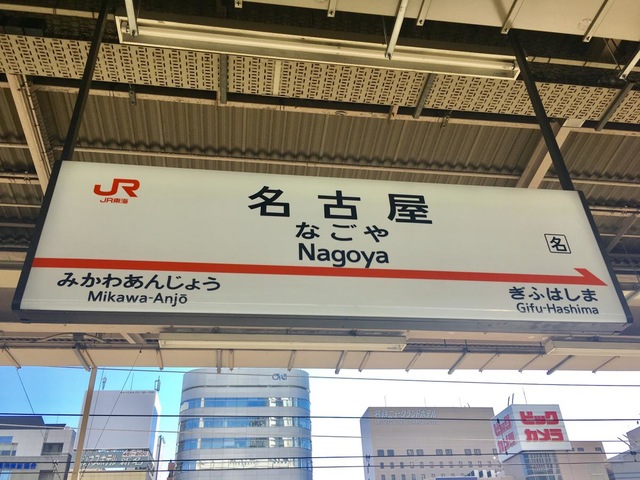 JR
JR東海
名古屋
なごや
Nagoya
名
みかわあんじょう
Mikawa-Anjō
ぎふはしま
Gifu-Hashima
ビック
カメラ